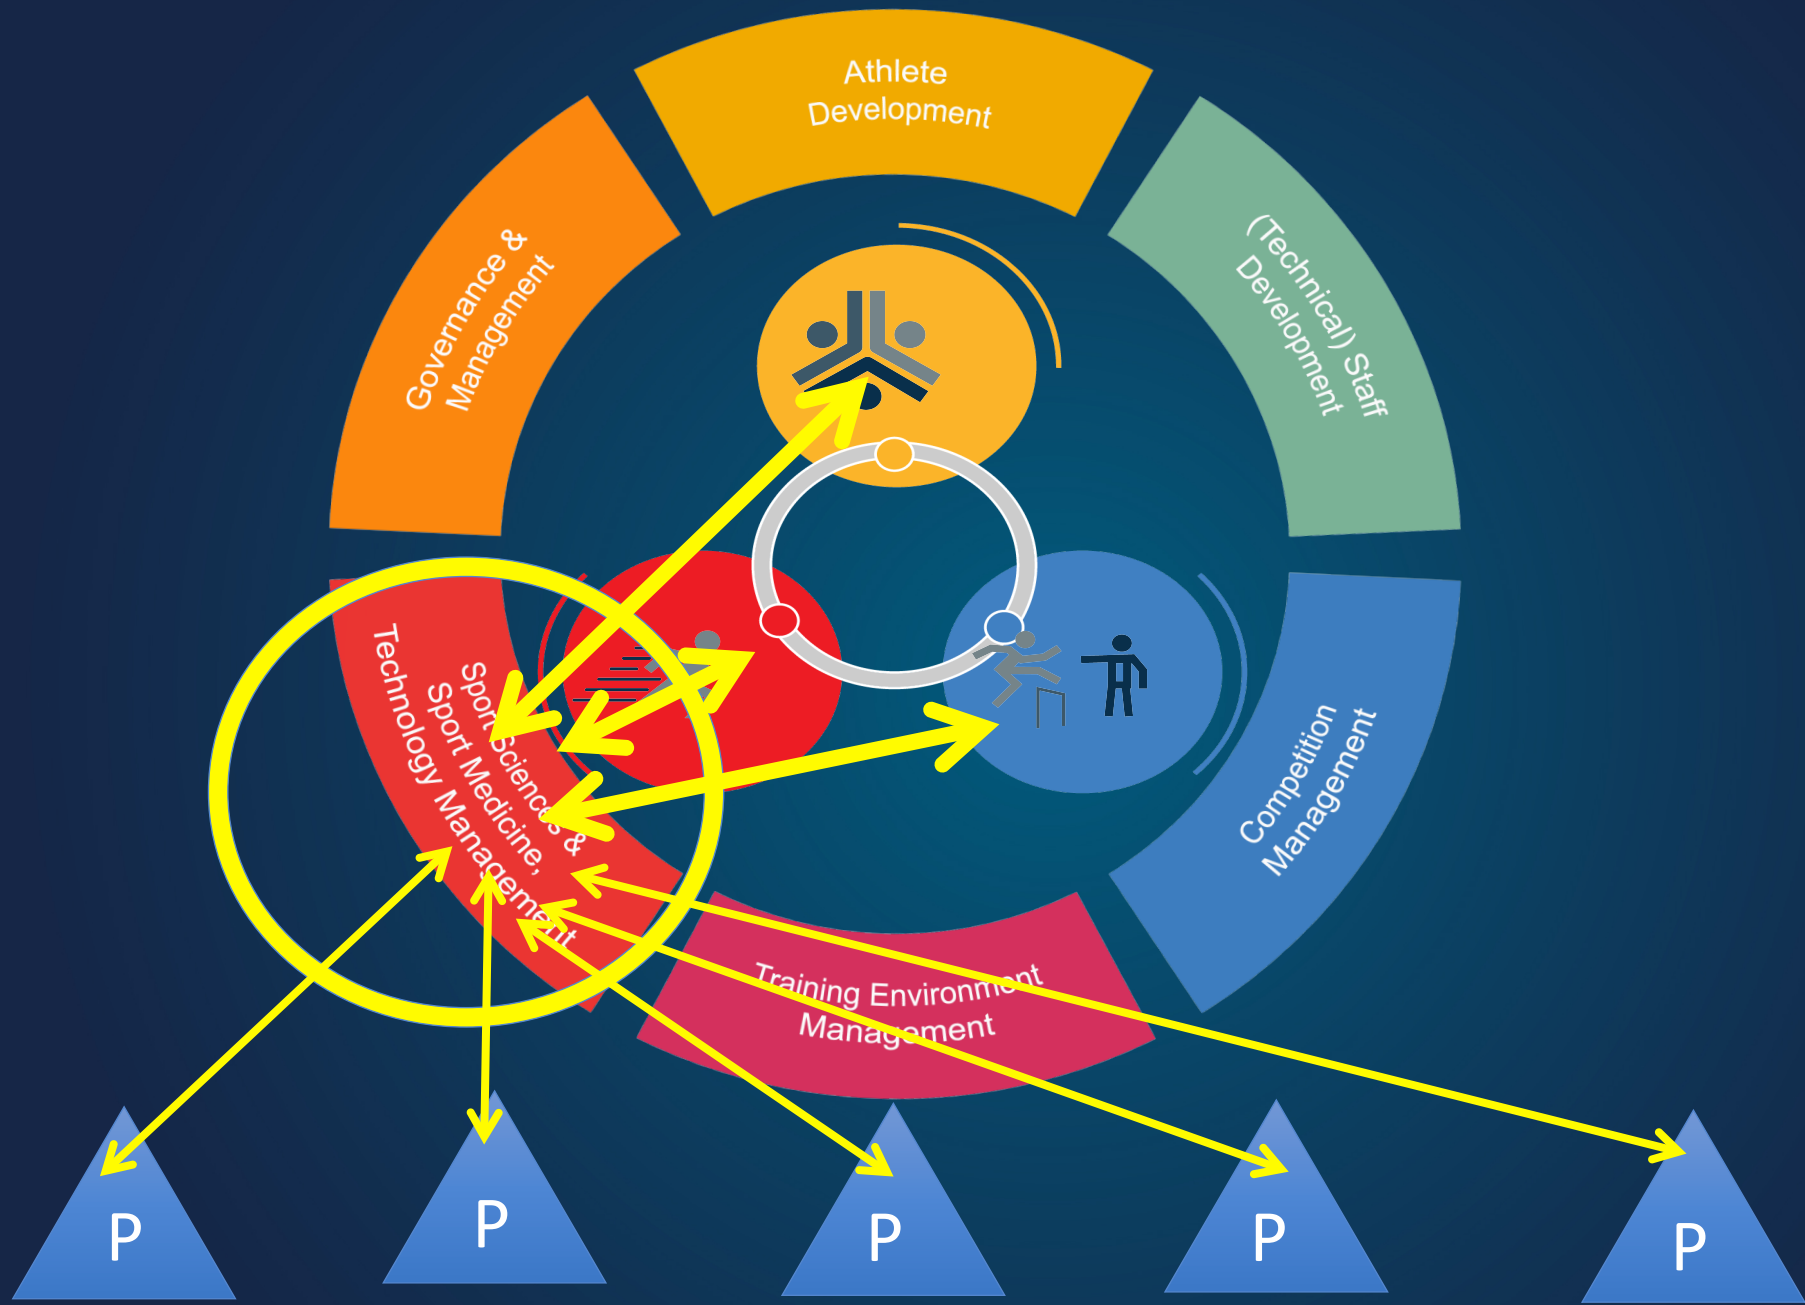 Athlete
Development
(Technical) Staff
Development
Competition
Management
Training Environment
Management
Sport Sciences &
Sport Medicine,
Technology Management
Governance &
Management
P
P
P
P
P